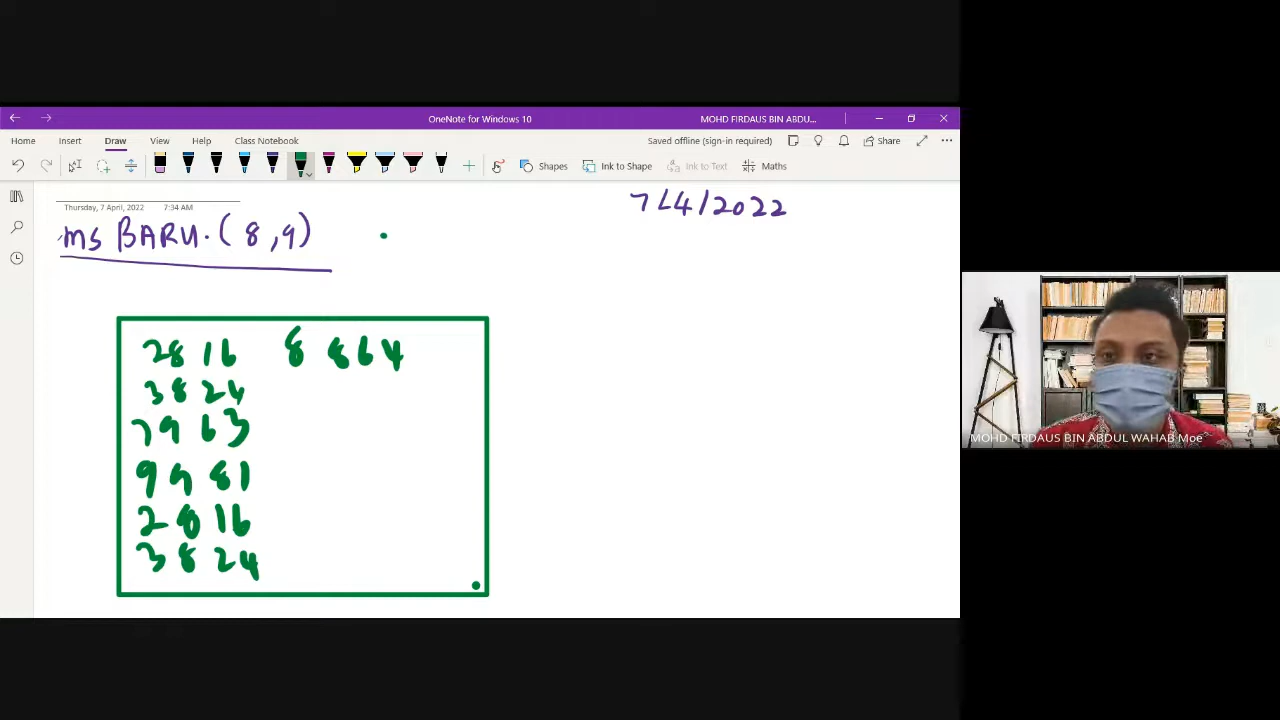 OneNote for Windows 10
MOHD FIRDAUS BIN ABDU...
Home Insert Draw View Help Class Notebook
Saved offline (sign-in required)
Share
Shapes
Ink to Shape
Ink to Text
Maths
Thursday, 7 April, 2022 7:34 AM
7/4/2022
MS BARU. (8,9)
28 16 8 864
38 24
79 63
99 81
28 16
38 24
MOHD FIRDAUS BIN ABDUL WAHAB Moe